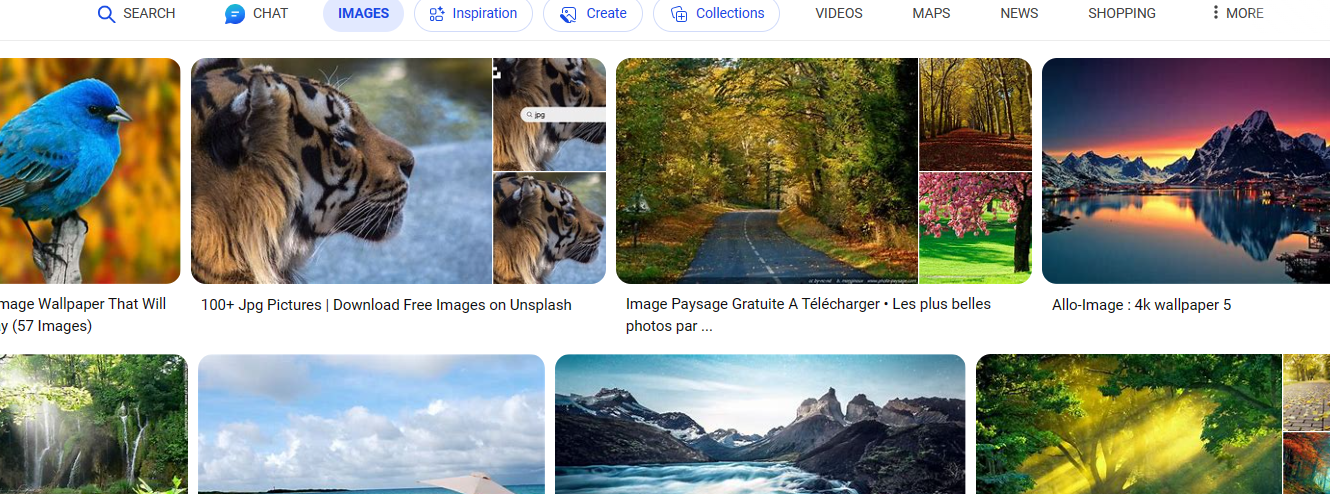 SEARCH
CHAT
IMAGES
Inspiration
Create
Collections
VIDEOS
MAPS
NEWS
SHOPPING
MORE
jpg
mage Wallpaper That Will
y (57 Images)
100+ Jpg Pictures | Download Free Images on Unsplash
Image Paysage Gratuite A Télécharger • Les plus belles
photos par ...
Allo-Image : 4k wallpaper 5